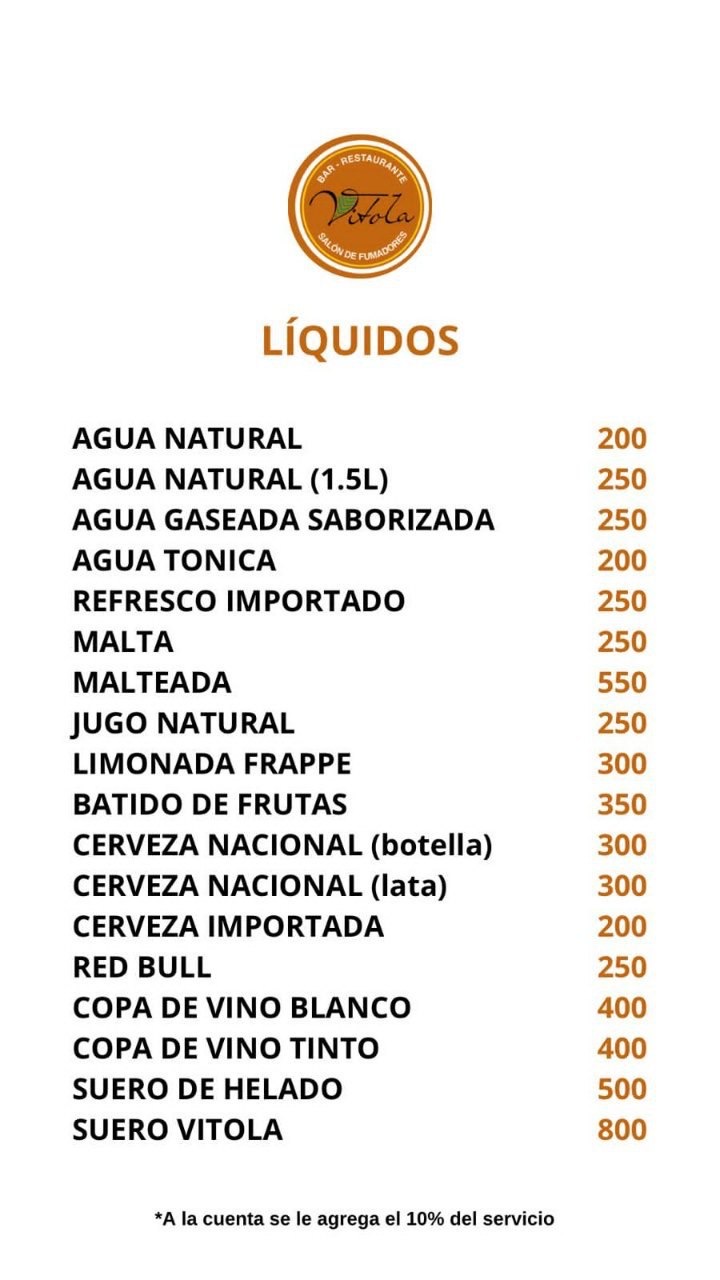 BAR - RESTAURANTE
Vitola
SALÓN DE FUMADORES
LÍQUIDOS
AGUA NATURAL 200
AGUA NATURAL (1.5L) 250
AGUA GASEADA SABORIZADA 250
AGUA TONICA 200
REFRESCO IMPORTADO 250
MALTA 250
MALTEADA 550
JUGO NATURAL 250
LIMONADA FRAPPE 300
BATIDO DE FRUTAS 350
CERVEZA NACIONAL (botella) 300
CERVEZA NACIONAL (lata) 300
CERVEZA IMPORTADA 200
RED BULL 250
COPA DE VINO BLANCO 400
COPA DE VINO TINTO 400
SUERO DE HELADO 500
SUERO VITOLA 800
*A la cuenta se le agrega el 10% del servicio